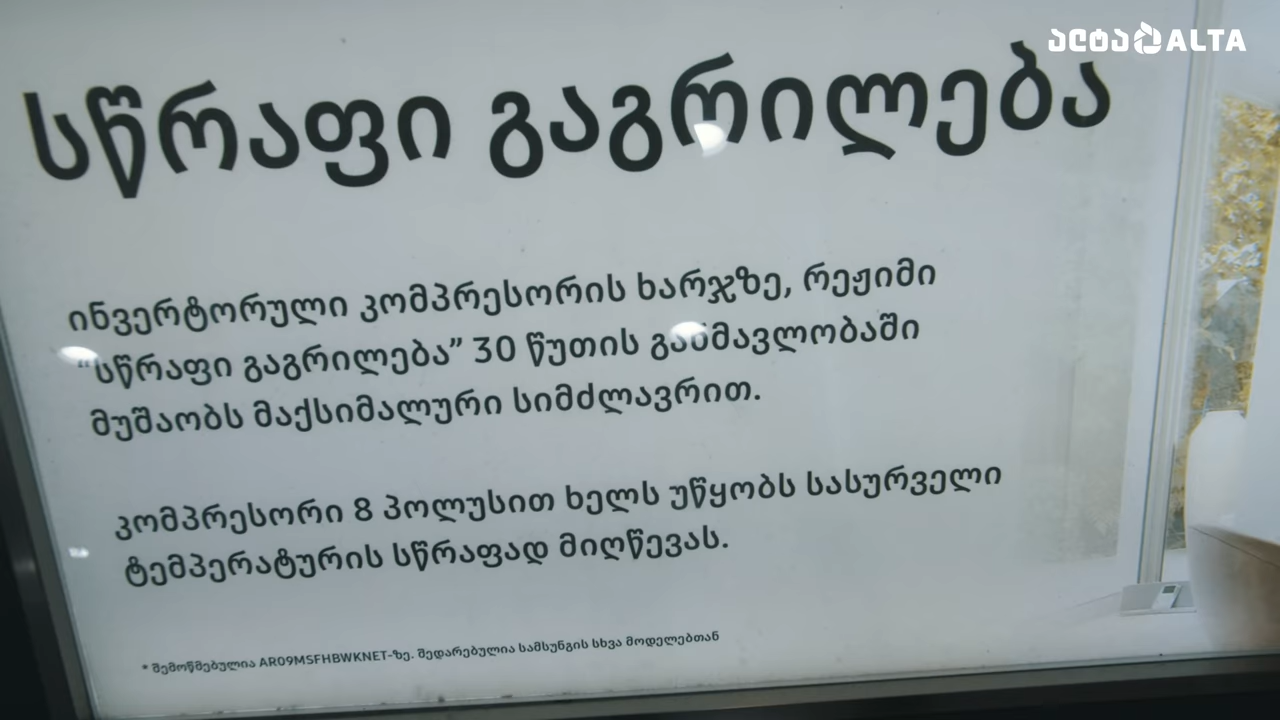 ალტა ALTA
სწრაფი გაგრილება
ინვერტორული კომპრესორის ხარჯზე, რეჟიმი
“სწრაფი გაგრილება” 30 წუთის განმავლობაში
მუშაობს მაქსიმალური სიმძლავრით.
კომპრესორი 8 პოლუსით ხელს უწყობს სასურველი
ტემპერატურის სწრაფად მიღწევას.
* შემოწმებულია AR09MSFHBWKNET-ზე. შედარებულია სამსუნგის სხვა მოდელებთან